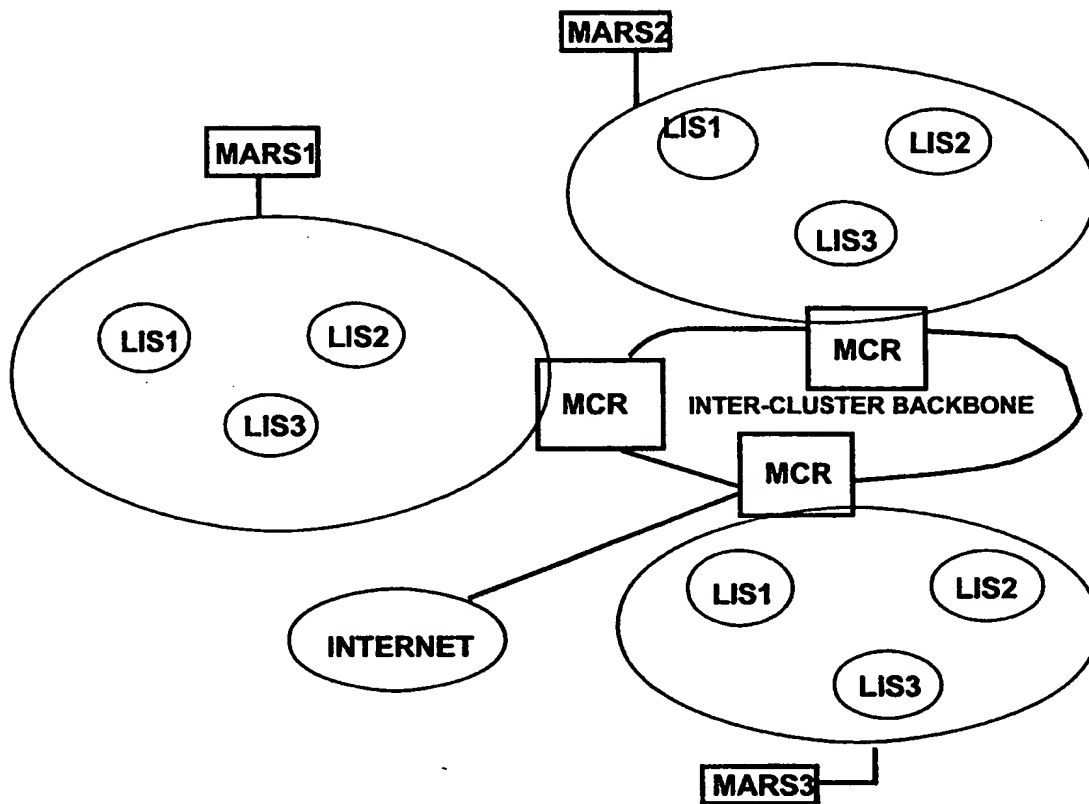 MARS2
LIS1
LIS2
LIS3
MARS1
LIS1
LIS2
LIS3
MCR
MCR
INTER-CLUSTER BACKBONE
MCR
LIS1
LIS2
LIS3
INTERNET
MARS3